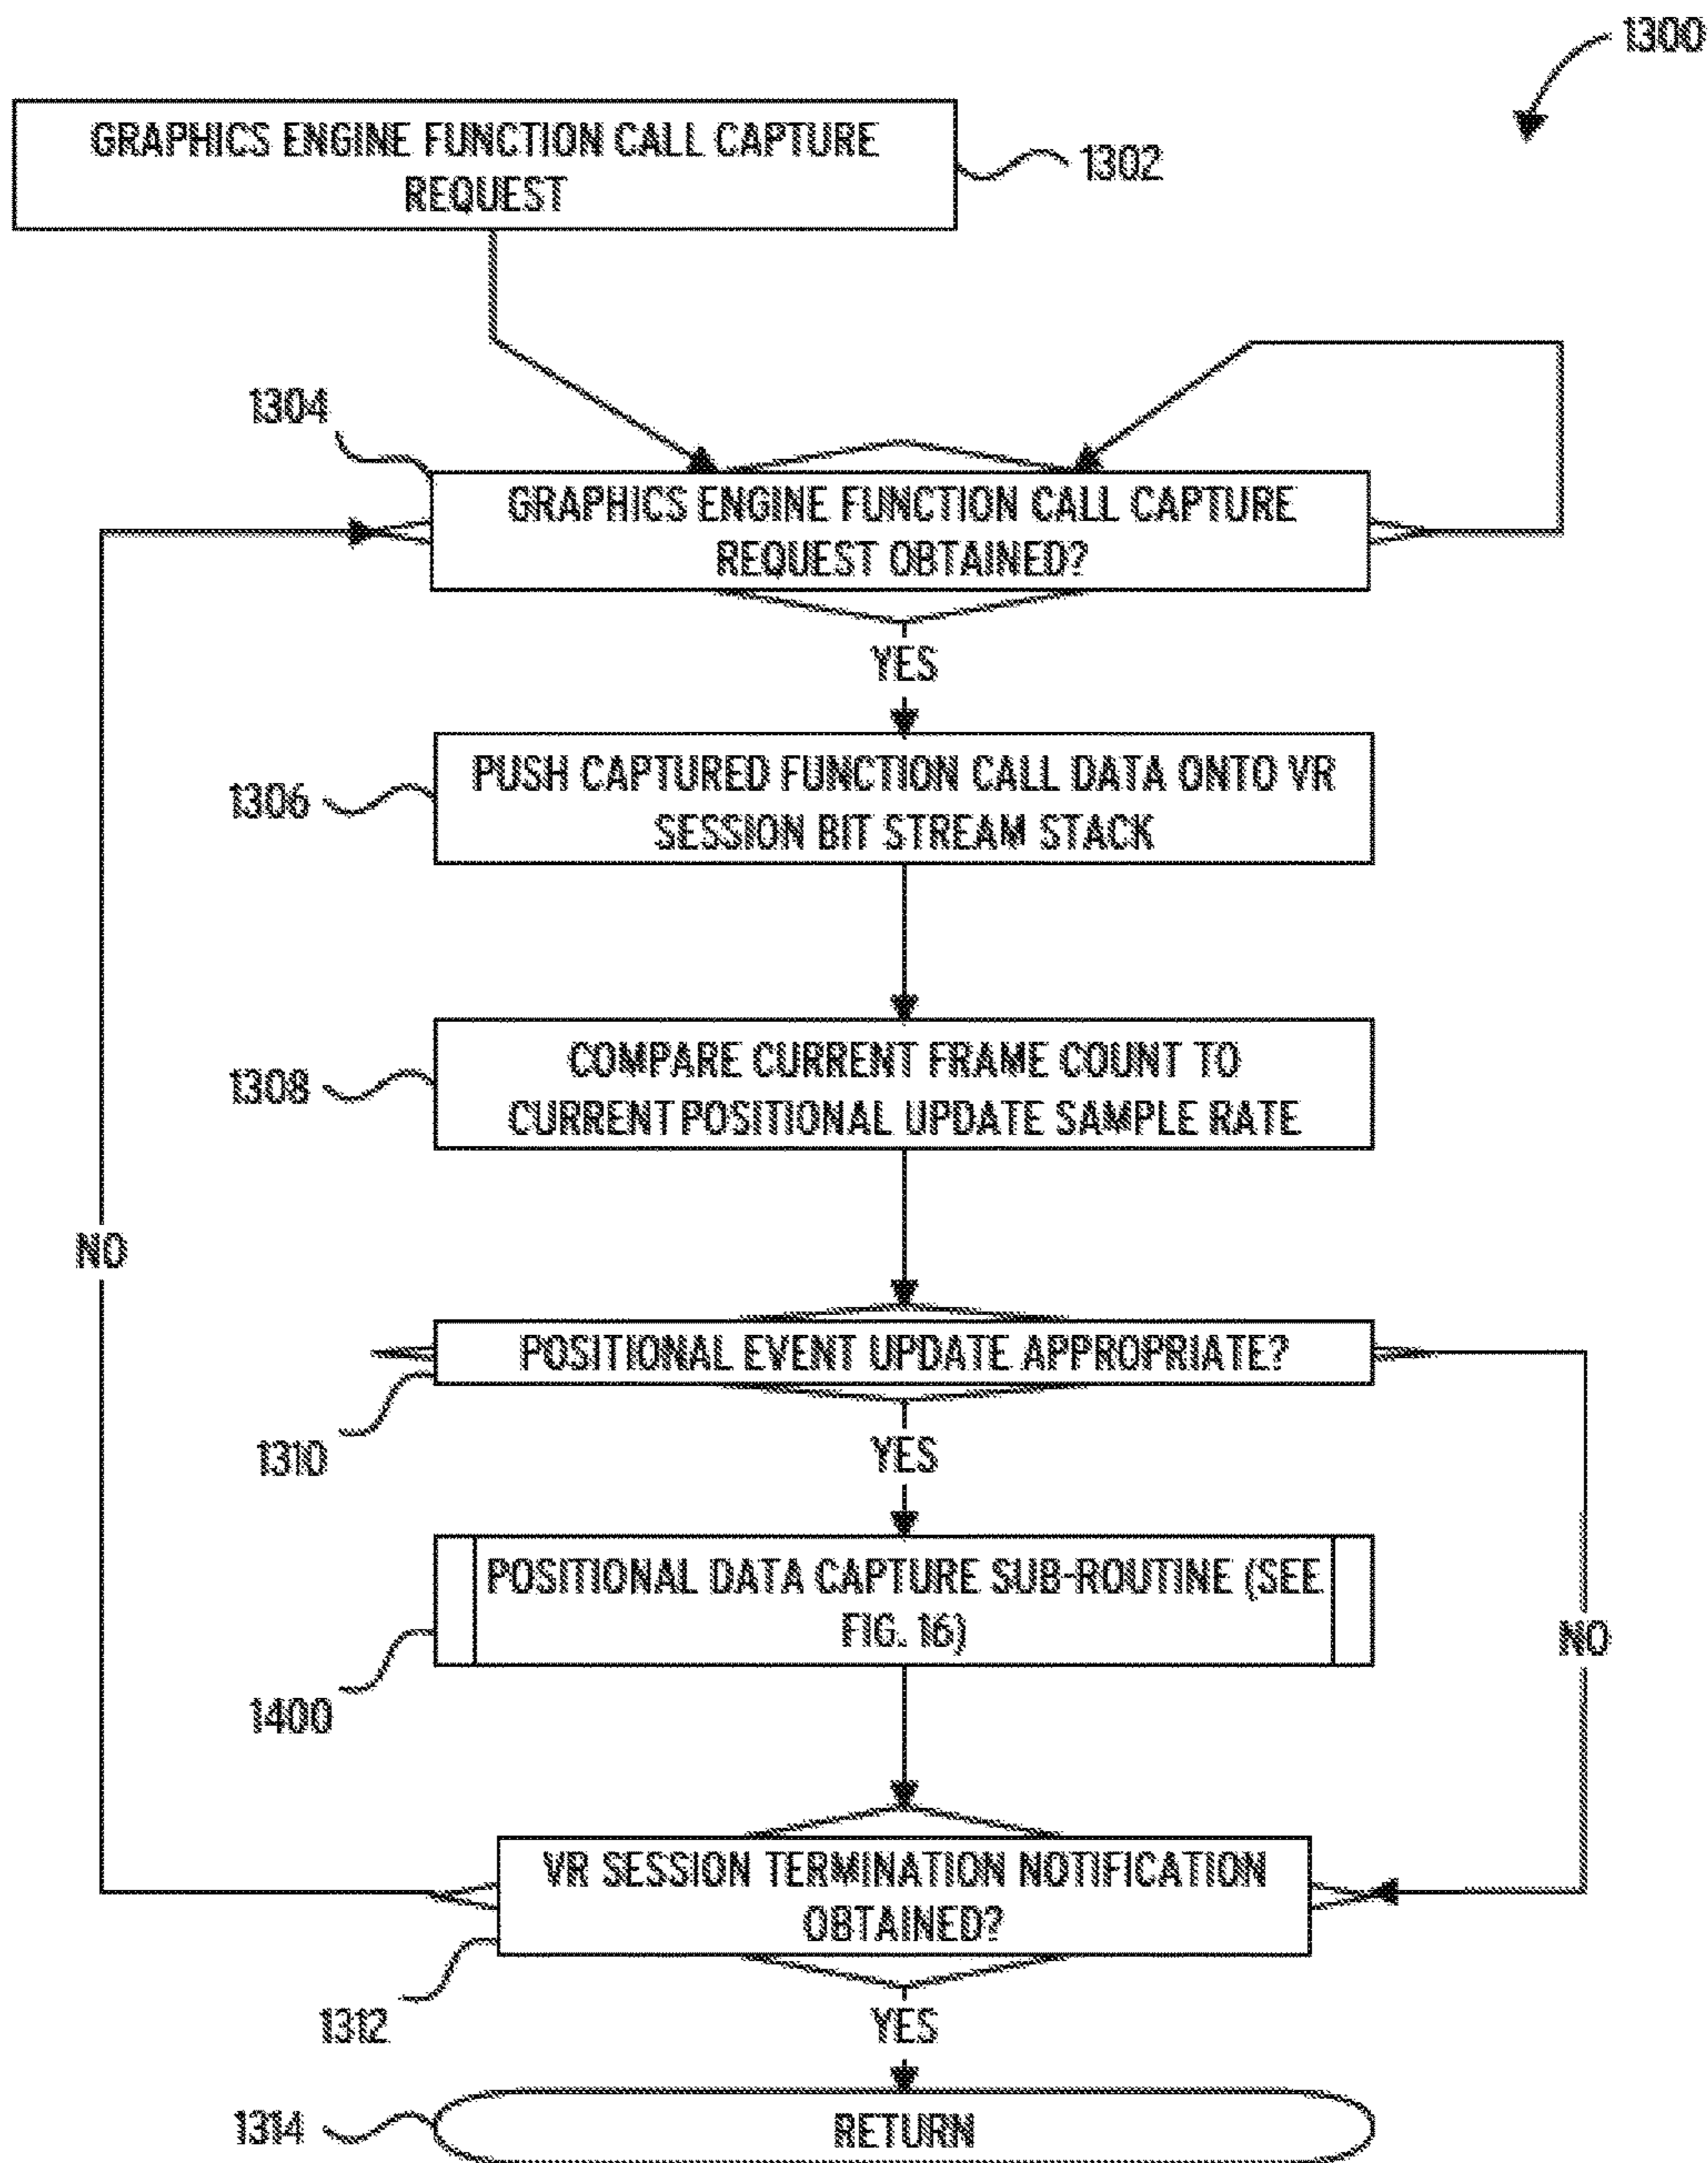 1300
GRAPHICS ENGINE FUNCTION CALL CAPTURE
REQUEST
1302
1304
GRAPHICS ENGINE FUNCTION CALL CAPTURE
REQUEST OBTAINED?
YES
PUSH CAPTURED FUNCTION CALL DATA ONTO VR
SESSION BIT STREAM STACK
1306
COMPARE CURRENT FRAME COUNT TO
CURRENT POSITIONAL UPDATE SAMPLE RATE
1308
NO
POSITIONAL EVENT UPDATE APPROPRIATE?
1310
YES
POSITIONAL DATA CAPTURE SUB-ROUTINE (SEE
FIG. 16)
NO
1400
VR SESSION TERMINATION NOTIFICATION
OBTAINED?
1312
YES
1314
RETURN